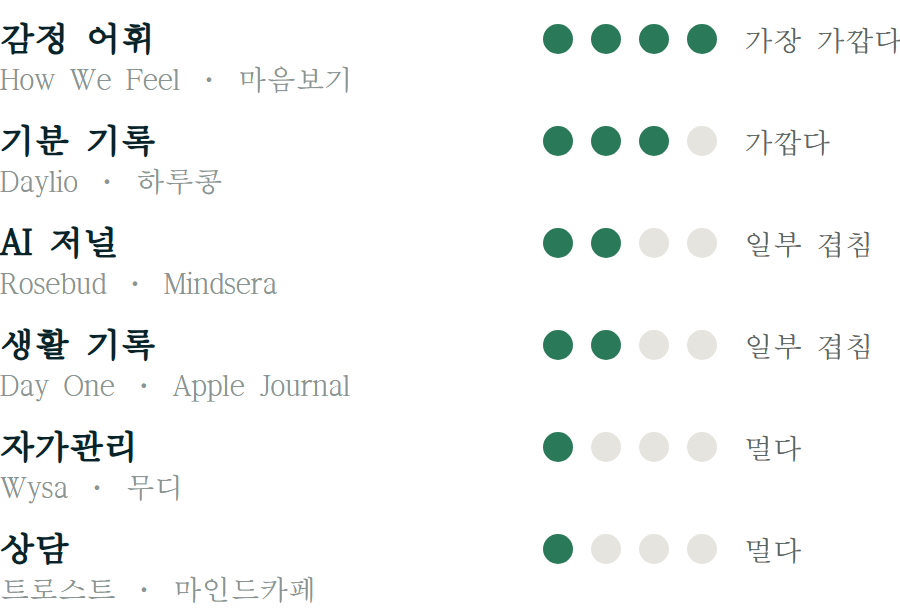 감정 어휘
가장 가깝다
How We Feel · 마음보기
기분 기록
가깝다
Daylio · 하루콩
AI 저널
일부 겹침
Rosebud · Mindsera
생활 기록
일부 겹침
Day One · Apple Journal
자가관리
멀다
Wysa · 무디
상담
멀다
트로스트 · 마인드카페